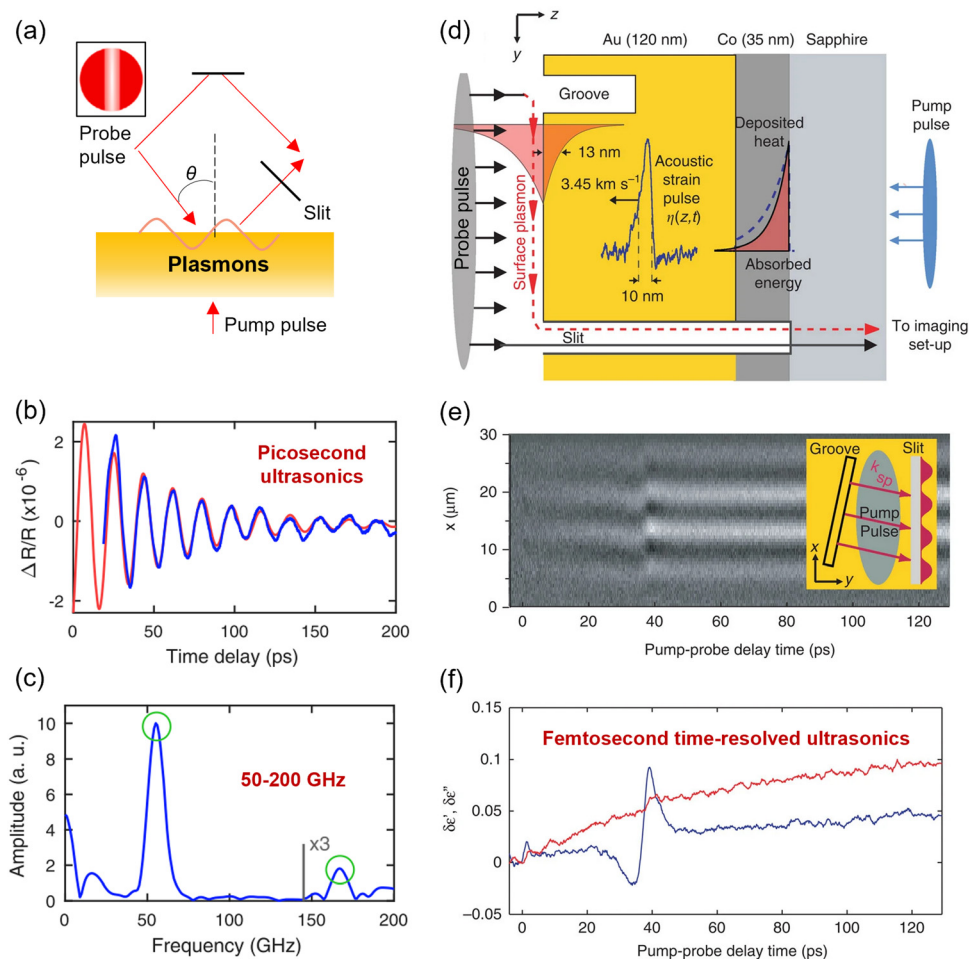 (a)
Probe
pulse
θ
Slit
Plasmons
Pump pulse
(d)
z
y
Au (120 nm)
Co (35 nm)
Sapphire
Groove
Probe pulse
Surface plasmon
13 nm
3.45 km s⁻¹
Acoustic
strain
pulse
η(z,t)
10 nm
Deposited
heat
Absorbed
energy
Pump
pulse
Slit
To imaging
set-up
(b)
Picosecond
ultrasonics
ΔR/R (x10⁻⁶)
2
0
-2
0
50
100
150
200
Time delay (ps)
(c)
50-200 GHz
x3
Amplitude (a. u.)
10
8
6
4
2
0
0
50
100
150
200
Frequency (GHz)
(e)
x (μm)
30
20
10
0
Groove
Slit
k sp
Pump
Pulse
x
y
0
20
40
60
80
100
120
Pump-probe delay time (ps)
(f)
Femtosecond time-resolved ultrasonics
δε', δε"
0.15
0.1
0.05
0
−0.05
0
20
40
60
80
100
120
Pump-probe delay time (ps)